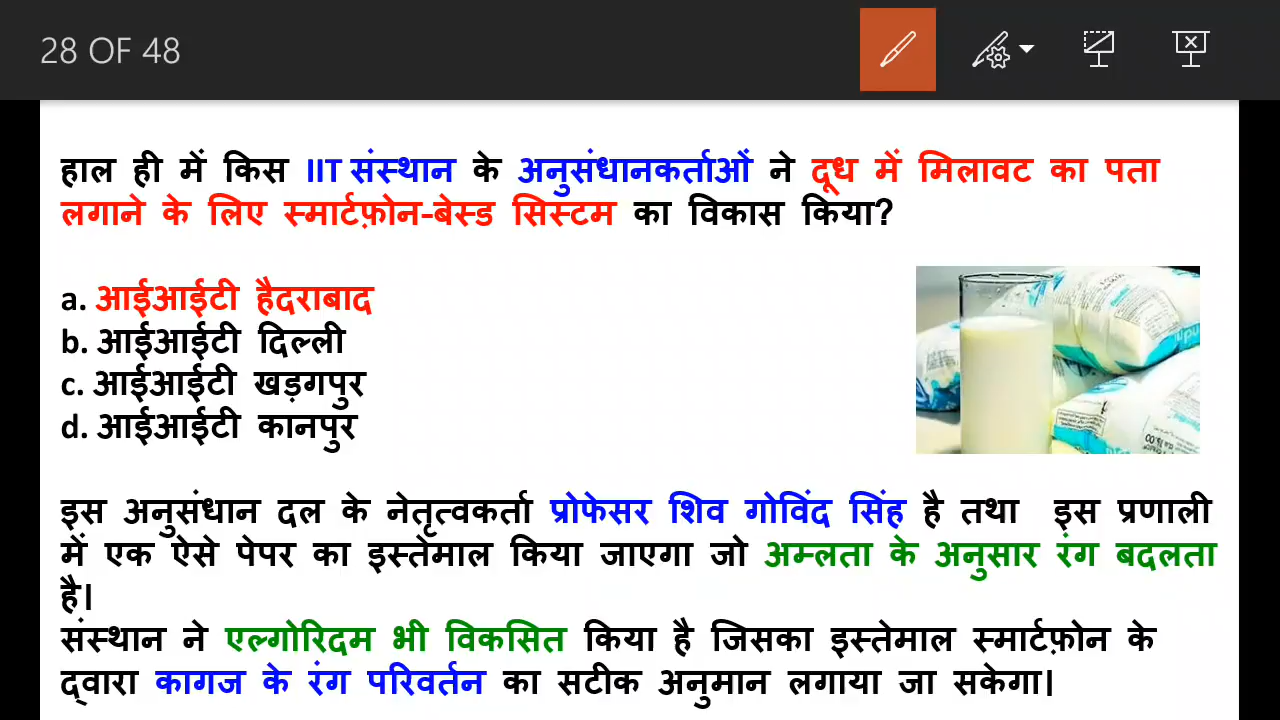 28 OF 48
हाल ही में किस IIT संस्थान के अनुसंधानकर्ताओं ने दूध में मिलावट का पता
लगाने के लिए स्मार्टफ़ोन-बेस्ड सिस्टम का विकास किया?
a. आईआईटी हैदराबाद
b. आईआईटी दिल्ली
c. आईआईटी खड़गपुर
d. आईआईटी कानपुर
इस अनुसंधान दल के नेतृत्वकर्ता प्रोफेसर शिव गोविंद सिंह है तथा इस प्रणाली
में एक ऐसे पेपर का इस्तेमाल किया जाएगा जो अम्लता के अनुसार रंग बदलता
है।
संस्थान ने एल्गोरिदम भी विकसित किया है जिसका इस्तेमाल स्मार्टफ़ोन के
द्वारा कागज के रंग परिवर्तन का सटीक अनुमान लगाया जा सकेगा।